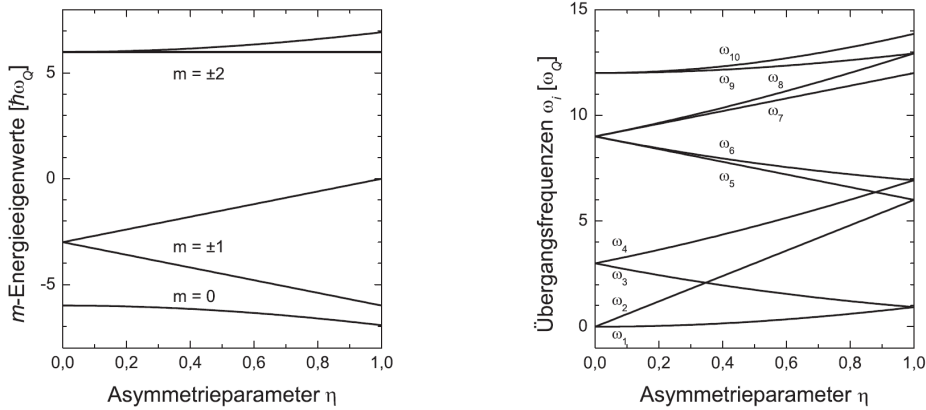 m-Energieeigenwerte [ħω_Q]
5
0
-5
m = ±2
m = ±1
m = 0
0,0 0,2 0,4 0,6 0,8 1,0
Asymmetrieparameter η
Übergangsfrequenzen ω_i [ω_Q]
15
10
5
0
ω_10
ω_9
ω_8
ω_7
ω_6
ω_5
ω_4
ω_3
ω_2
ω_1
0,0 0,2 0,4 0,6 0,8 1,0
Asymmetrieparameter η